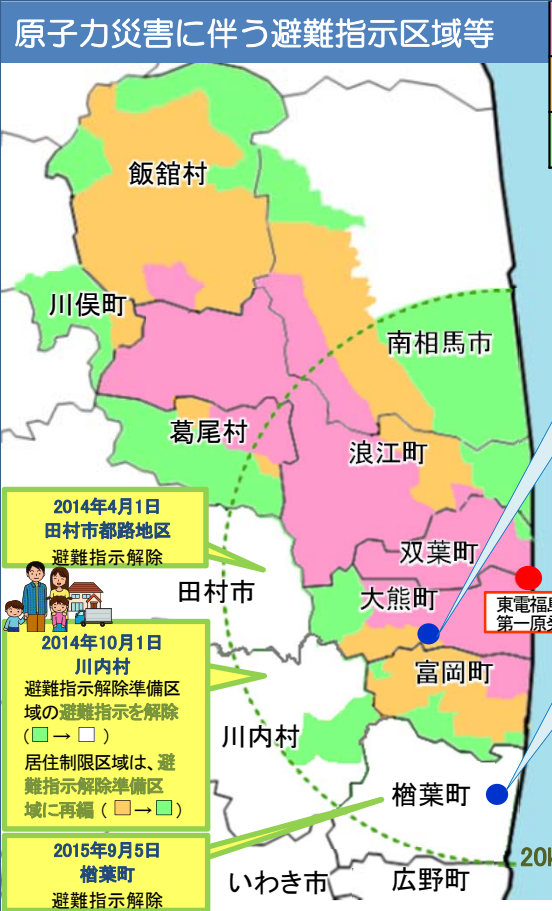 原子力災害に伴う避難指示区域等
飯舘村
川俣町
南相馬市
葛尾村
浪江町
2014年4月1日
田村市都路地区
避難指示解除
双葉町
田村市
大熊町
東電福島
第一原発
2014年10月1日
川内村
避難指示解除準備区
域の避難指示を解除
(□→□)
居住制限区域は、避
難指示解除準備区
域に再編(□→□)
富岡町
川内村
楢葉町
2015年9月5日
楢葉町
避難指示解除
いわき市
広野町
20k